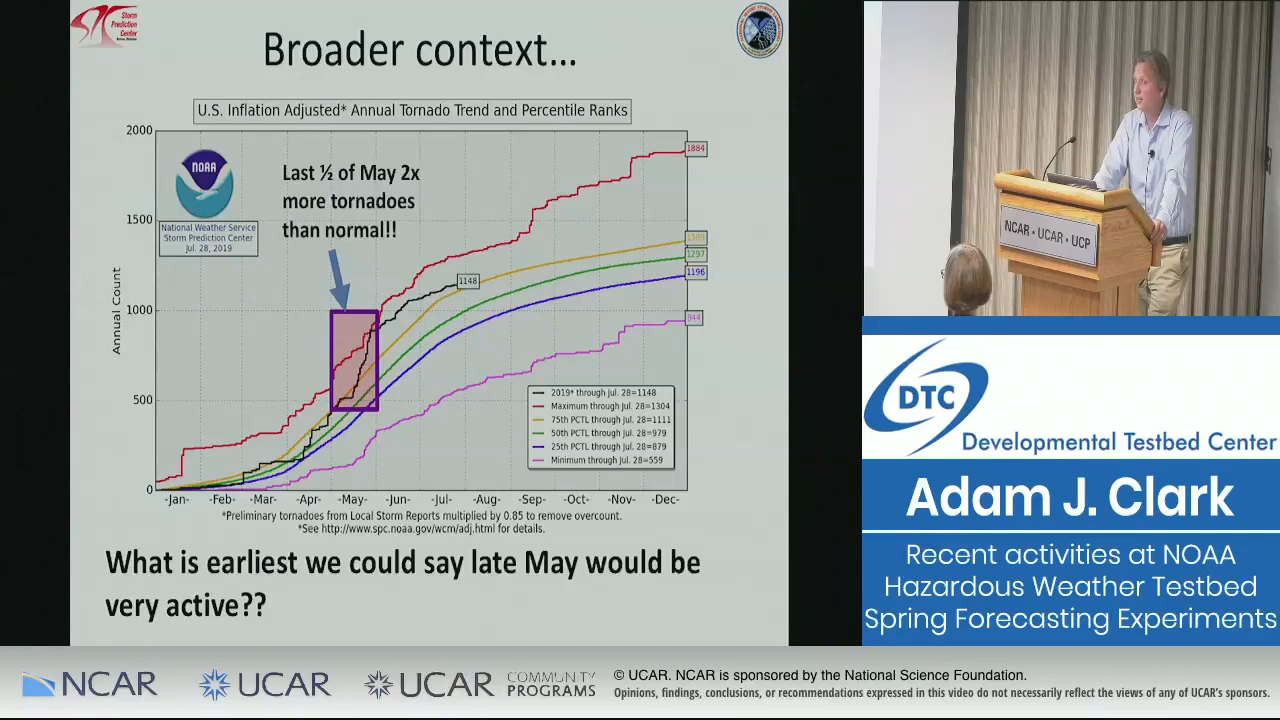 Storm
Prediction
Center
Broader context...
U.S. Inflation Adjusted* Annual Tornado Trend and Percentile Ranks
2000
1500
1000
500
0
Annual Count
NOAA
National Weather Service
Storm Prediction Center
Jul. 28, 2019
Last ½ of May 2x
more tornadoes
than normal!!
1884
1389
1297
1196
944
1148
2019* through Jul. 28=1148
Maximum through Jul. 28=1304
75th PCTL through Jul. 28=1111
50th PCTL through Jul. 28=979
25th PCTL through Jul. 28=879
Minimum through Jul. 28=559
-Jan- -Feb- -Mar- -Apr- -May- -Jun- -Jul- -Aug- -Sep- -Oct- -Nov- -Dec-
*Preliminary tornadoes from Local Storm Reports multiplied by 0.85 to remove overcount.
*See http://www.spc.noaa.gov/wcm/adj.html for details.
What is earliest we could say late May would be
very active??
NCAR • UCAR • UCP
DTC
Developmental Testbed Center
Adam J. Clark
Recent activities at NOAA
Hazardous Weather Testbed
Spring Forecasting Experiments
NCAR
UCAR
UCAR
COMMUNITY
PROGRAMS
© UCAR. NCAR is sponsored by the National Science Foundation.
Opinions, findings, conclusions, or recommendations expressed in this video do not necessarily reflect the views of any of UCAR's sponsors.